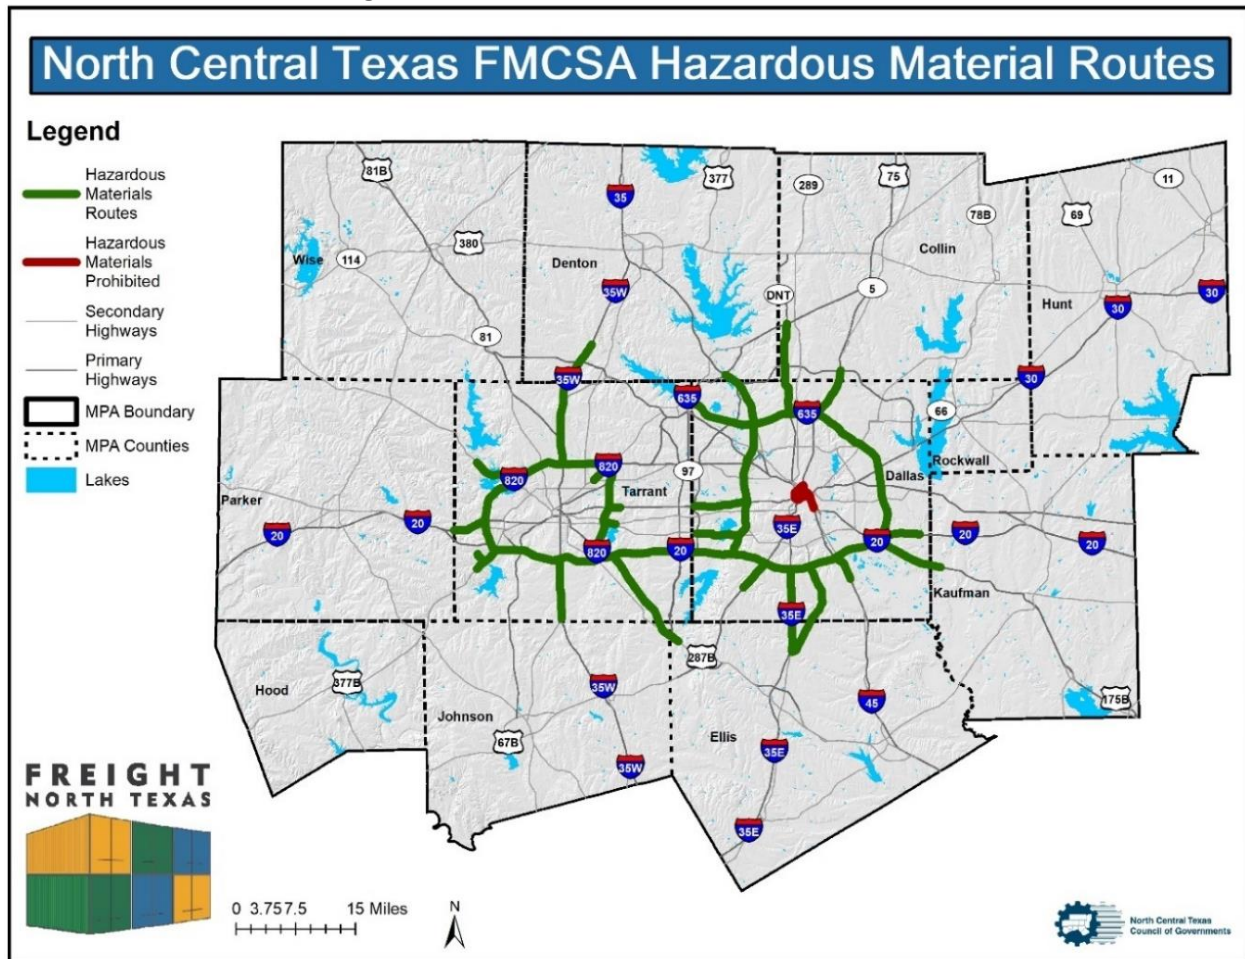 North Central Texas FMCSA Hazardous Material Routes
Legend
Hazardous
Materials
Routes
Hazardous
Materials
Prohibited
Secondary
Highways
Primary
Highways
MPA Boundary
MPA Counties
Lakes
81B
377
289
75
11
35
78B
69
380
Collin
Wise
114
Denton
35W
DNT
5
Hunt
30
30
81
35W
635
30
635
66
820
820
97
Dallas
Rockwall
Parker
Tarrant
20
20
35E
820
20
20
20
20
Kaufman
35E
287B
Hood
377B
35W
45
175B
Johnson
67B
Ellis
35E
35W
35E
FREIGHT
NORTH TEXAS
0 3.75 7.5 15 Miles
N
North Central Texas
Council of Governments